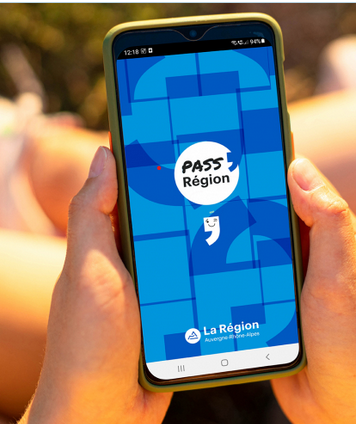 12:18 94%
PASS
Région
La Région
Auvergne-Rhône-Alpes